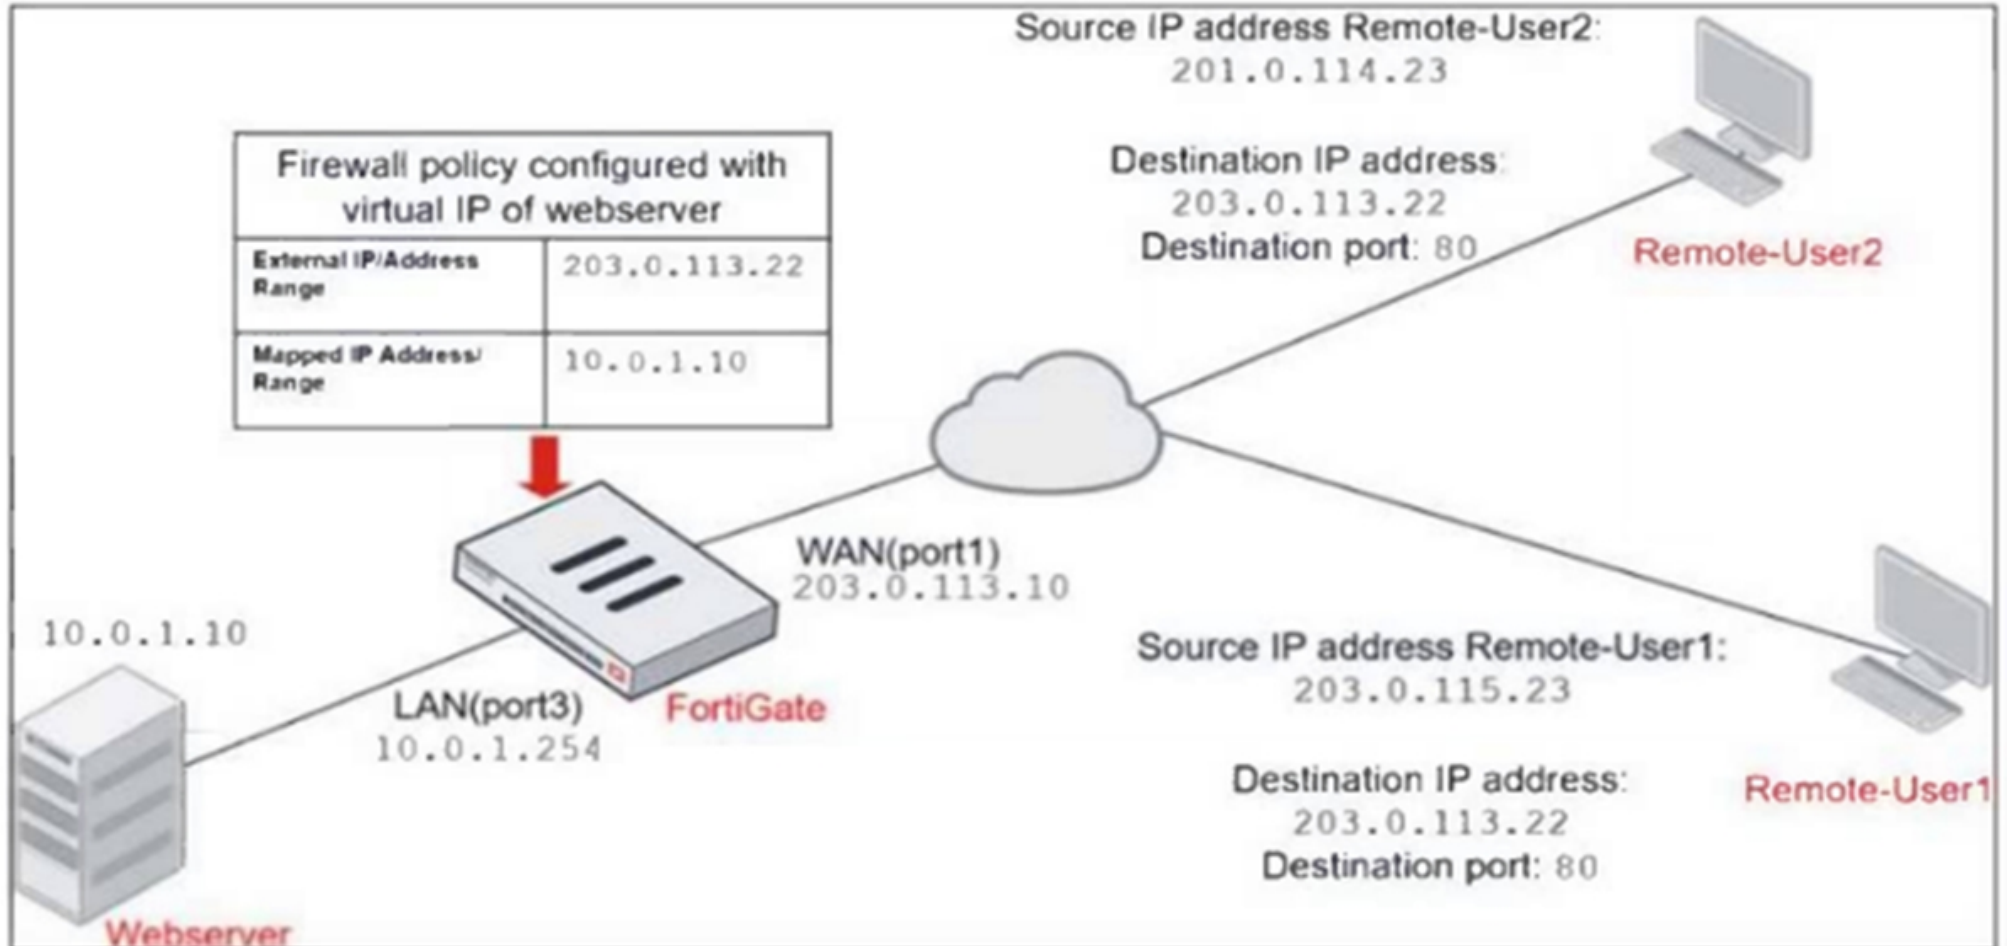 Source IP address Remote-User2:
201.0.114.23
Destination IP address:
203.0.113.22
Destination port: 80
Remote-User2
Firewall policy configured with
virtual IP of webserver
External IP/Address
Range
203.0.113.22
Mapped IP Address/
Range
10.0.1.10
WAN(port1)
203.0.113.10
10.0.1.10
LAN(port3)
10.0.1.254
FortiGate
Webserver
Source IP address Remote-User1:
203.0.115.23
Destination IP address:
203.0.113.22
Destination port: 80
Remote-User1